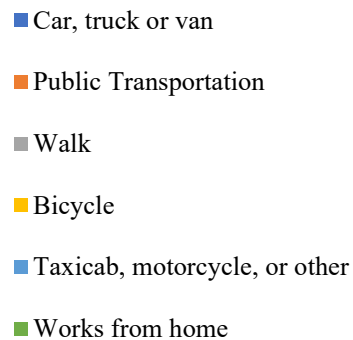 Car, truck or van
Public Transportation
Walk
Bicycle
Taxicab, motorcycle, or other
Works from home